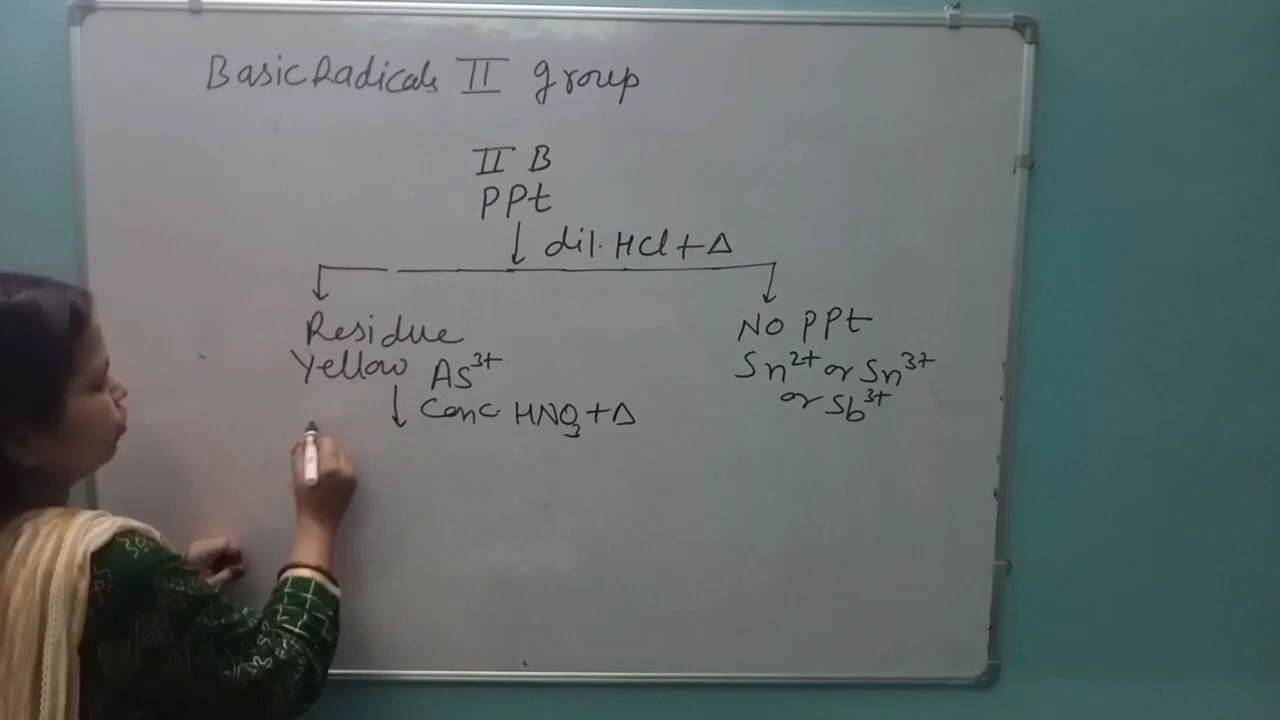 Basic Radicals II group
II B
PPt
↓ dil. HCl + Δ
Residue
Yellow As³⁺
↓ Conc HNO₃ + Δ
No PPt
Sn²⁺ or Sn³⁺
or Sb³⁺